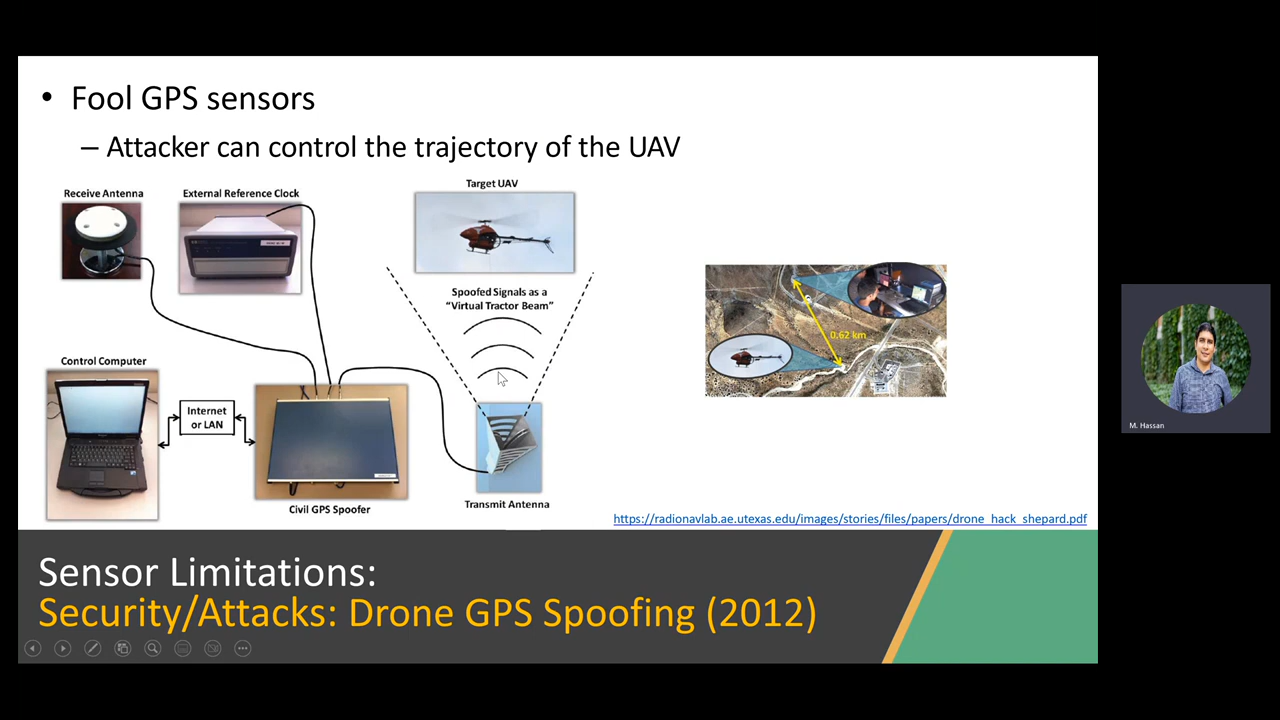 • Fool GPS sensors
– Attacker can control the trajectory of the UAV
Target UAV
Receive Antenna
External Reference Clock
Spoofed Signals as a
“Virtual Tractor Beam”
0.62 km
Control Computer
Internet
or LAN
Civil GPS Spoofer
Transmit Antenna
https://radionavlab.ae.utexas.edu/images/stories/files/papers/drone_hack_shepard.pdf
Sensor Limitations:
Security/Attacks: Drone GPS Spoofing (2012)
M. Hassan